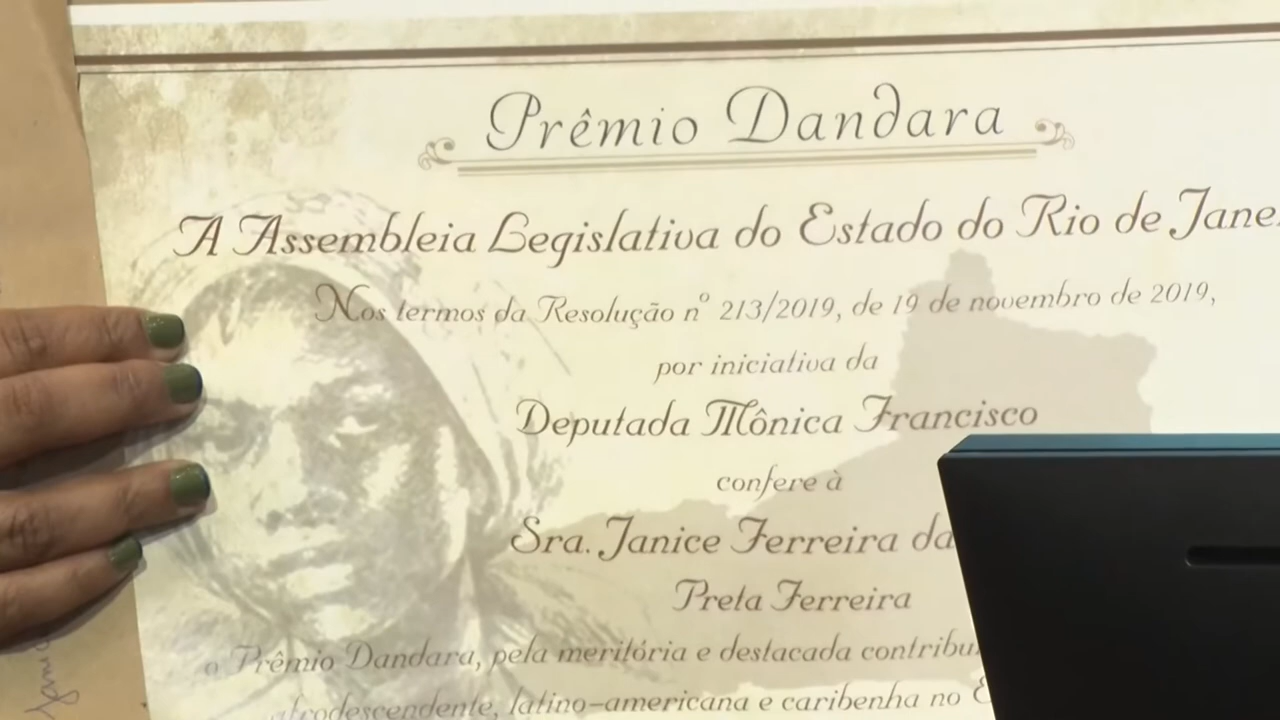 Prêmio Dandara
A Assembleia Legislativa do Estado do Rio de Jane
Nos termos da Resolução nº 213/2019, de 19 de novembro de 2019,
por iniciativa da
Deputada Mônica Francisco
confere à
Sra. Janice Ferreira da
Preta Ferreira
o Prêmio Dandara, pela meritória e destacada contribu
afrodescendente, latino-americana e caribenha no E